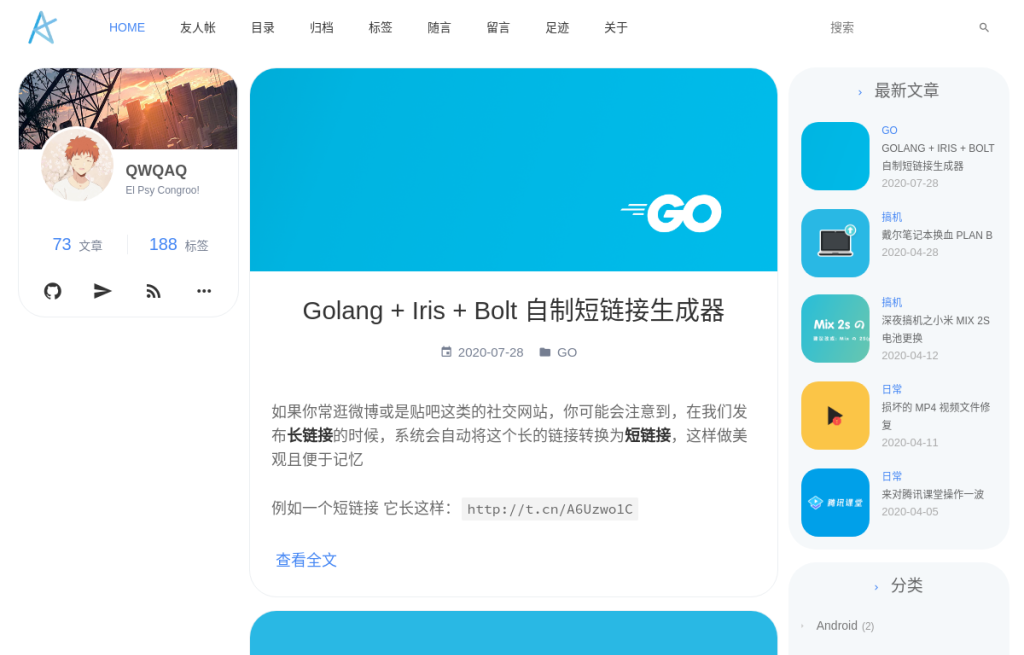 HOME 友人帐 目录 归档 标签 随言 留言 足迹 关于 搜索
QWQAQ
El Psy Congroo!
73 文章 188 标签
GO
Golang + Iris + Bolt 自制短链接生成器
2020-07-28 GO
如果你常逛微博或是贴吧这类的社交网站，你可能会注意到，在我们发
布长链接的时候，系统会自动将这个长的链接转换为短链接，这样做美
观且便于记忆
例如一个短链接 它长这样： http://t.cn/A6Uzwo1C
查看全文
最新文章
GO
GOLANG + IRIS + BOLT
自制短链接生成器
2020-07-28
搞机
戴尔笔记本换血 PLAN B
2020-04-28
Mix 2s の
搞机
深夜搞机之小米 MIX 2S
电池更换
2020-04-12
日常
损坏的 MP4 视频文件修
复
2020-04-11
腾讯课堂
日常
来对腾讯课堂操作一波
2020-04-05
分类
Android (2)